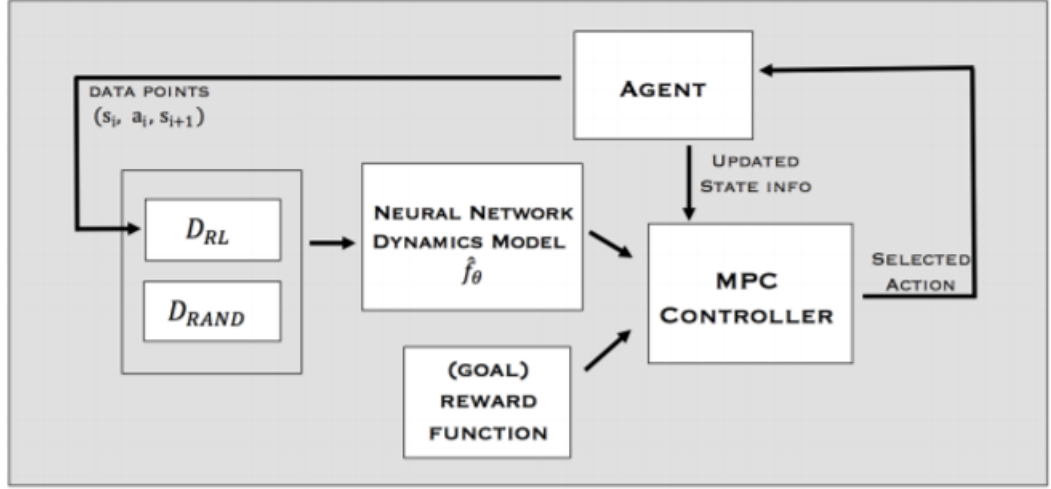 AGENT
DATA POINTS
(sᵢ, aᵢ, sᵢ₊₁)
UPDATED
STATE INFO
D_RL
D_RAND
NEURAL NETWORK
DYNAMICS MODEL
f̂_θ
MPC
CONTROLLER
SELECTED
ACTION
(GOAL)
REWARD
FUNCTION